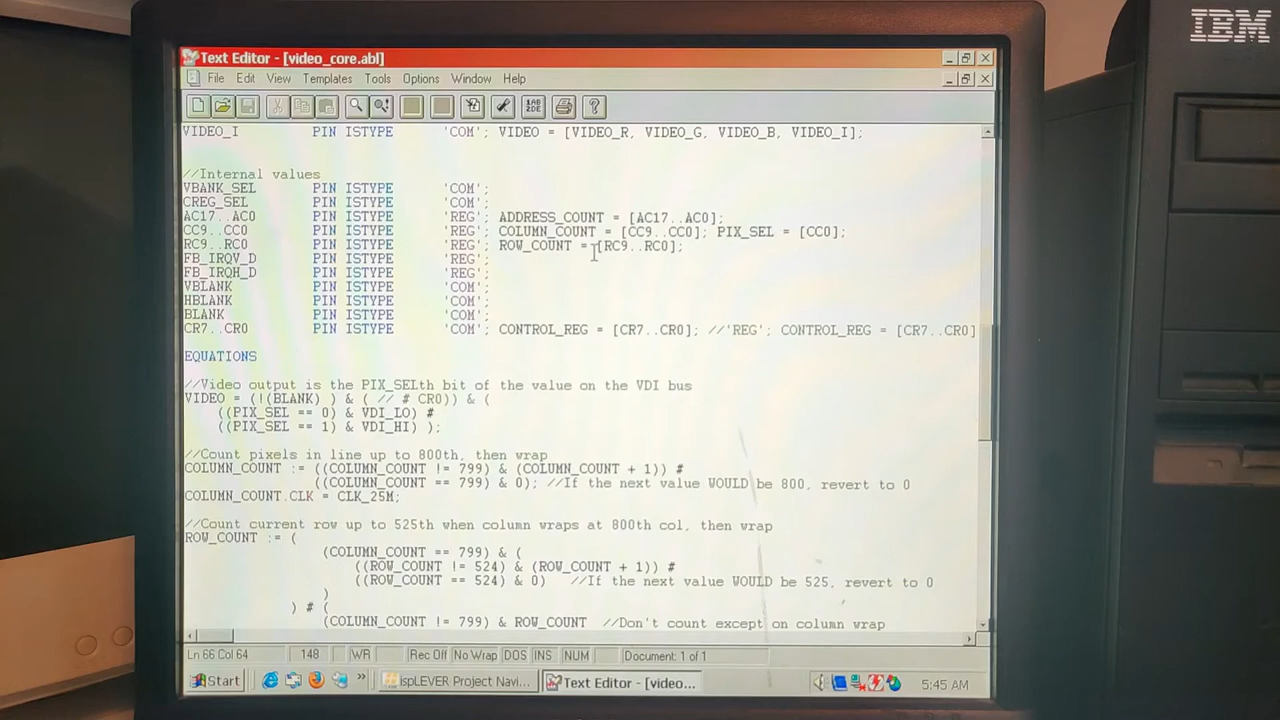 IBM
Text Editor - [video_core.abl]
File Edit View Templates Tools Options Window Help
VIDEO_I PIN ISTYPE 'COM'; VIDEO = [VIDEO_R, VIDEO_G, VIDEO_B, VIDEO_I];
//Internal values
VBANK_SEL PIN ISTYPE 'COM';
CREG_SEL PIN ISTYPE 'COM';
AC17..AC0 PIN ISTYPE 'REG'; ADDRESS_COUNT = [AC17..AC0];
CC9..CC0 PIN ISTYPE 'REG'; COLUMN_COUNT = [CC9..CC0]; PIX_SEL = [CC0];
RC9..RC0 PIN ISTYPE 'REG'; ROW_COUNT = [RC9..RC0];
FB_IRQV_D PIN ISTYPE 'REG';
FB_IRQH_D PIN ISTYPE 'REG';
VBLANK PIN ISTYPE 'COM';
HBLANK PIN ISTYPE 'COM';
BLANK PIN ISTYPE 'COM';
CR7..CR0 PIN ISTYPE 'COM'; CONTROL_REG = [CR7..CR0]; //'REG'; CONTROL_REG = [CR7..CR0]
EQUATIONS
//Video output is the PIX_SELth bit of the value on the VDI bus
VIDEO = (!(BLANK) ) & ( // # CR0)) & (
((PIX_SEL == 0) & VDI_LO) #
((PIX_SEL == 1) & VDI_HI) );
//Count pixels in line up to 800th, then wrap
COLUMN_COUNT := ((COLUMN_COUNT != 799) & (COLUMN_COUNT + 1)) #
((COLUMN_COUNT == 799) & 0); //If the next value WOULD be 800, revert to 0
COLUMN_COUNT.CLK = CLK_25M;
//Count current row up to 525th when column wraps at 800th col, then wrap
ROW_COUNT := (
(COLUMN_COUNT == 799) & (
((ROW_COUNT != 524) & (ROW_COUNT + 1)) #
((ROW_COUNT == 524) & 0) //If the next value WOULD be 525, revert to 0
)
) # (
(COLUMN_COUNT != 799) & ROW_COUNT //Don't count except on column wrap
Ln 66 Col 64 148 WR Rec Off No Wrap DOS INS NUM Document: 1 of 1
Start ispLEVER Project Navi... Text Editor - [video... 5:45 AM